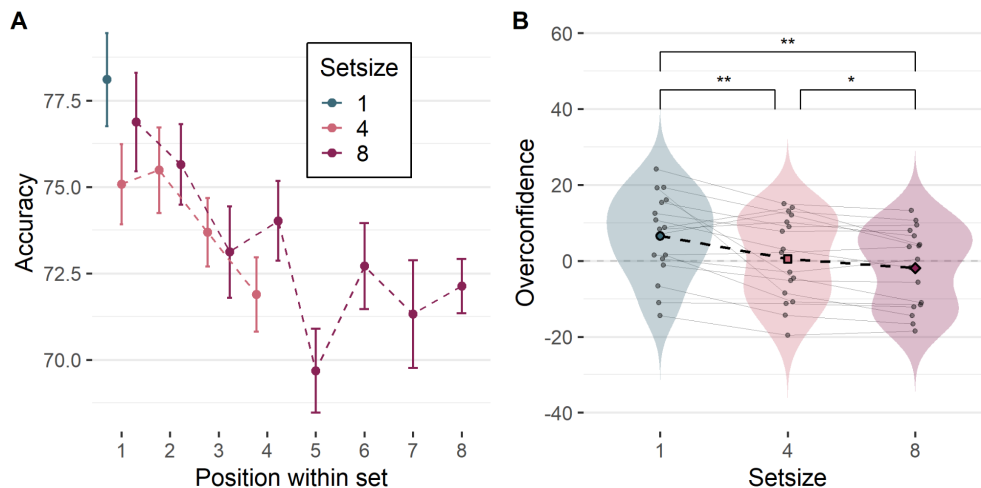 A
Accuracy
77.5
75.0
72.5
70.0
Setsize
1
4
8
1 2 3 4 5 6 7 8
Position within set
B
Overconfidence
60
40
20
0
-20
-40
**
** *
1 4 8
Setsize